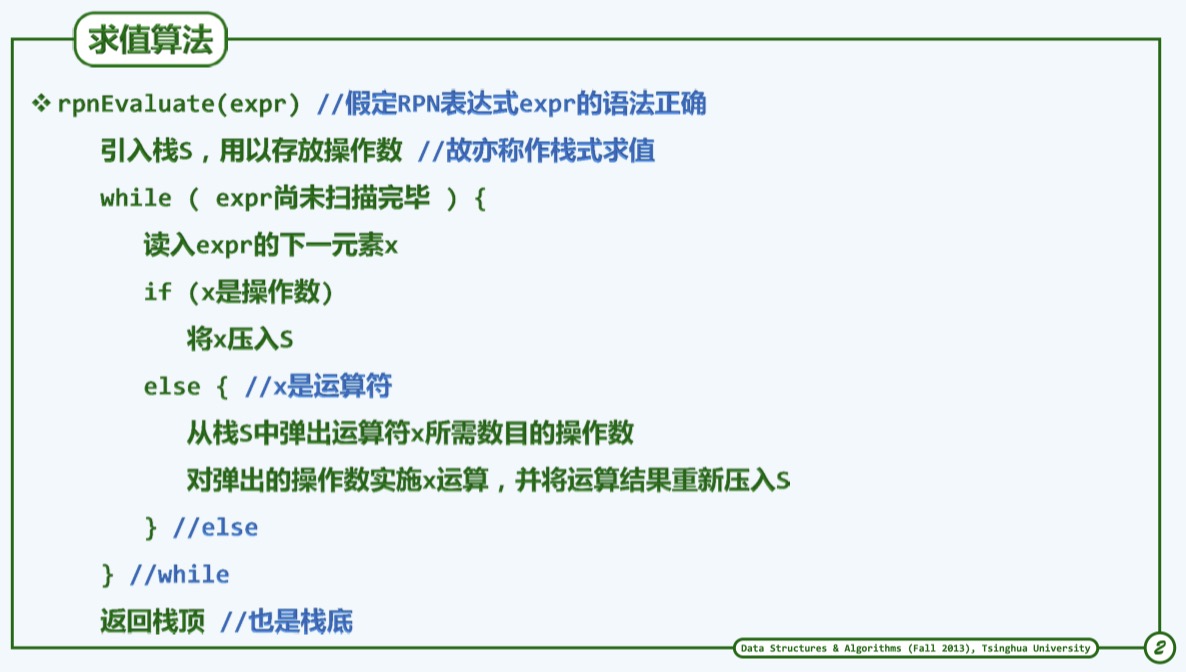 求值算法
❖ rpnEvaluate(expr) //假定RPN表达式expr的语法正确
引入栈S，用以存放操作数 //故亦称作栈式求值
while ( expr尚未扫描完毕 ) {
读入expr的下一元素x
if (x是操作数)
将x压入S
else { //x是运算符
从栈S中弹出运算符x所需数目的操作数
对弹出的操作数实施x运算，并将运算结果重新压入S
} //else
} //while
返回栈顶 //也是栈底
Data Structures & Algorithms (Fall 2013), Tsinghua University
2